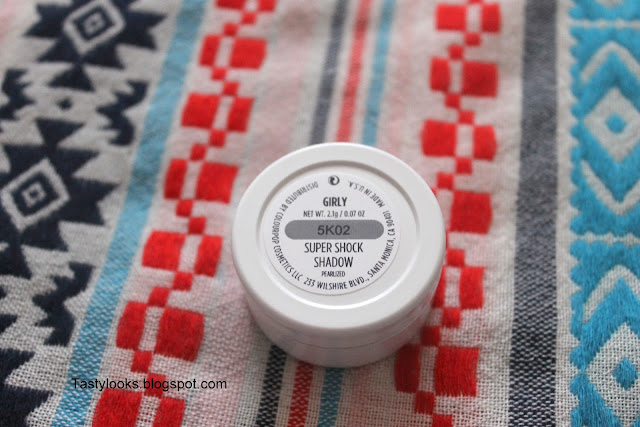 GIRLY
NET WT. 2.1g / 0.07 OZ
5K02
SUPER SHOCK
SHADOW
PEARLIZED
DISTRIBUTED BY COLOURPOP COSMETICS LLC 253 WILSHIRE BLVD., SANTA MONICA, CA 90401 MADE IN U.S.A.
Tastylooks.blogspot.com